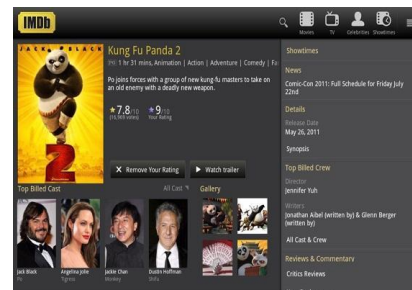 IMDb
Movies
TV
Celebrities
Showtimes
JACK BLACK
2
Kung Fu Panda 2
PG 1 hr 31 mins, Animation | Action | Adventure | Comedy | Fa
Po joins forces with a group of new kung-fu masters to take on
an old enemy with a deadly new weapon.
7.8/10
9/10
Your Rating
X Remove Your Rating
Watch trailer
Top Billed Cast
All Cast
Gallery
Jack Black
Po
Angelina Jolie
Tigress
Jackie Chan
Monkey
Dustin Hoffman
Shifu
Showtimes
News
Comic-Con 2011: Full Schedule for Friday July
22nd
Details
Release Date
May 26, 2011
Synopsis
Top Billed Crew
Director
Jennifer Yuh
Writers
Jonathan Aibel (written by) & Glenn Berger
(written by)
All Cast & Crew
Reviews & Commentary
Critics Reviews